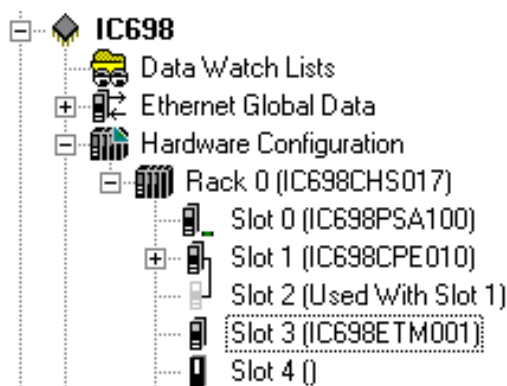 IC698
Data Watch Lists
Ethernet Global Data
Hardware Configuration
Rack 0 (IC698CHS017)
Slot 0 (IC698PSA100)
Slot 1 (IC698CPE010)
Slot 2 (Used With Slot 1)
Slot 3 (IC698ETM001)
Slot 4 ()